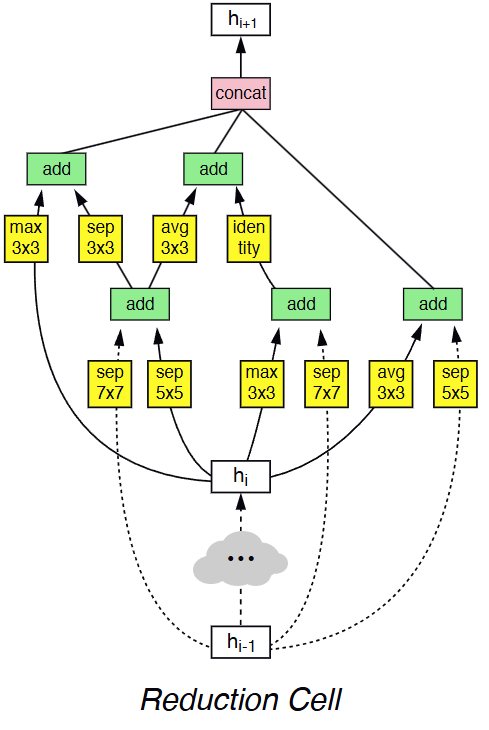 hi+1
concat
add
add
max
3x3
sep
3x3
avg
3x3
iden
tity
add
add
add
sep
7x7
sep
5x5
max
3x3
sep
7x7
avg
3x3
sep
5x5
hi
...
hi-1
Reduction Cell